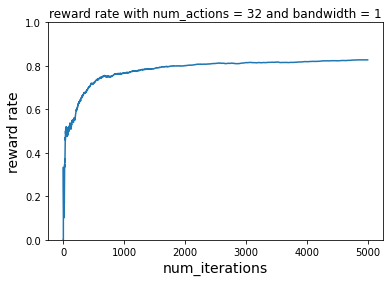 reward rate with num_actions = 32 and bandwidth = 1
1.0
0.8
0.6
0.4
0.2
0.0
reward rate
0 1000 2000 3000 4000 5000
num_iterations